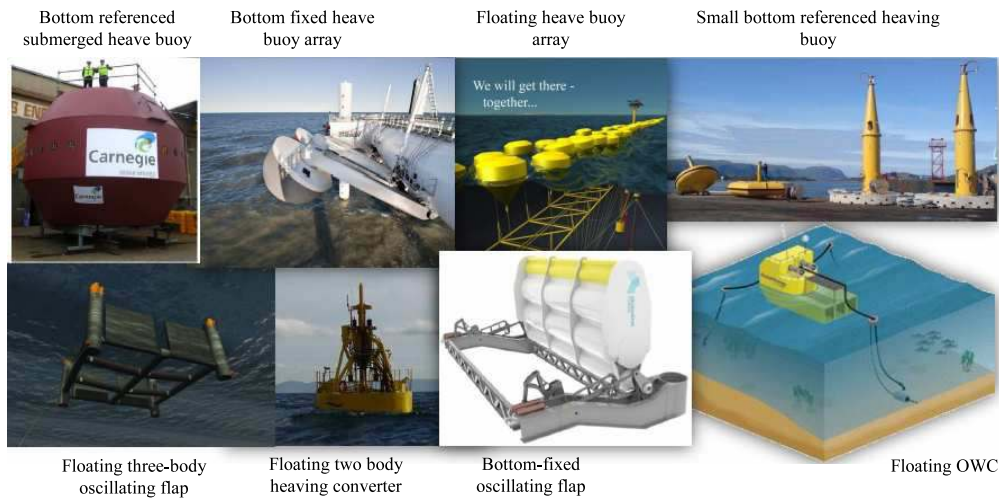 Bottom referenced
submerged heave buoy
Bottom fixed heave
buoy array
Floating heave buoy
array
Small bottom referenced heaving
buoy
Carnegie
We will get there -
together...
Floating three-body
oscillating flap
Floating two body
heaving converter
Bottom-fixed
oscillating flap
Floating OWC